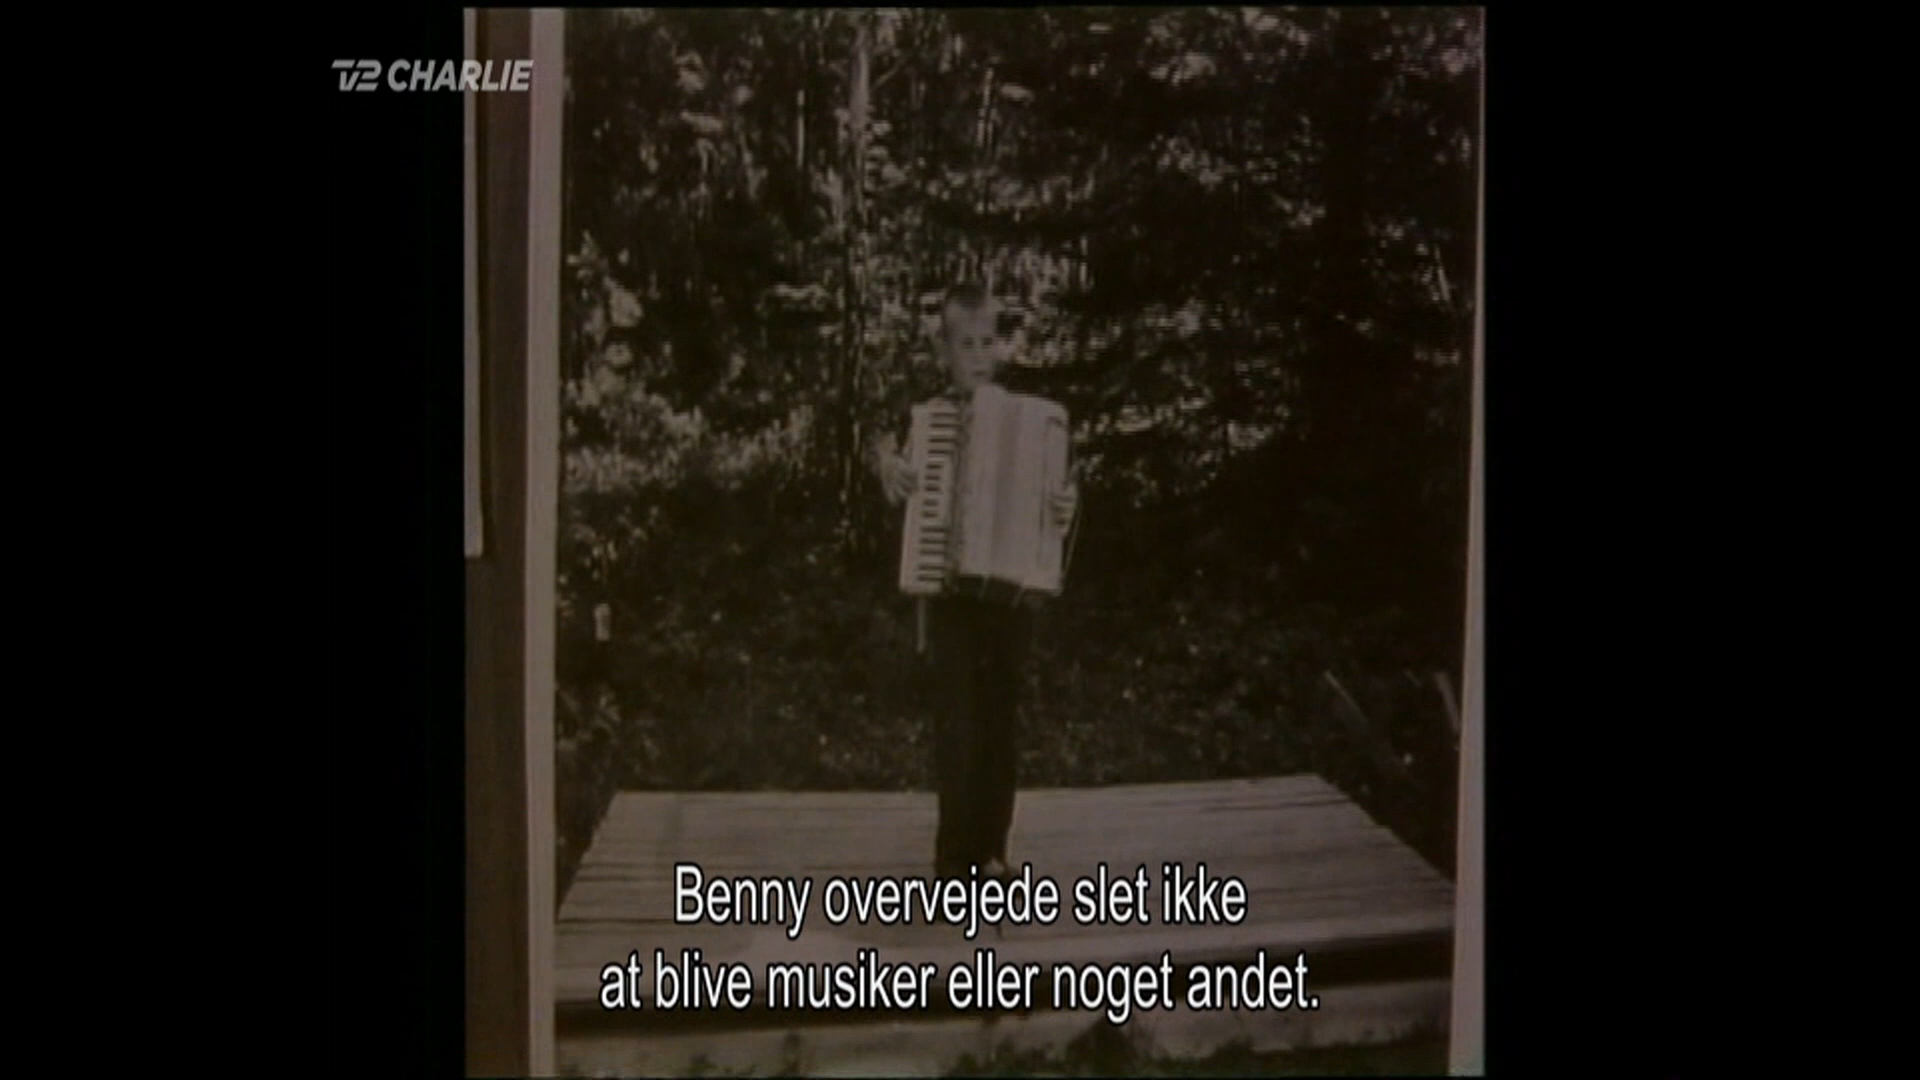 TV2 CHARLIE
Benny overvejede slet ikke
at blive musiker eller noget andet.